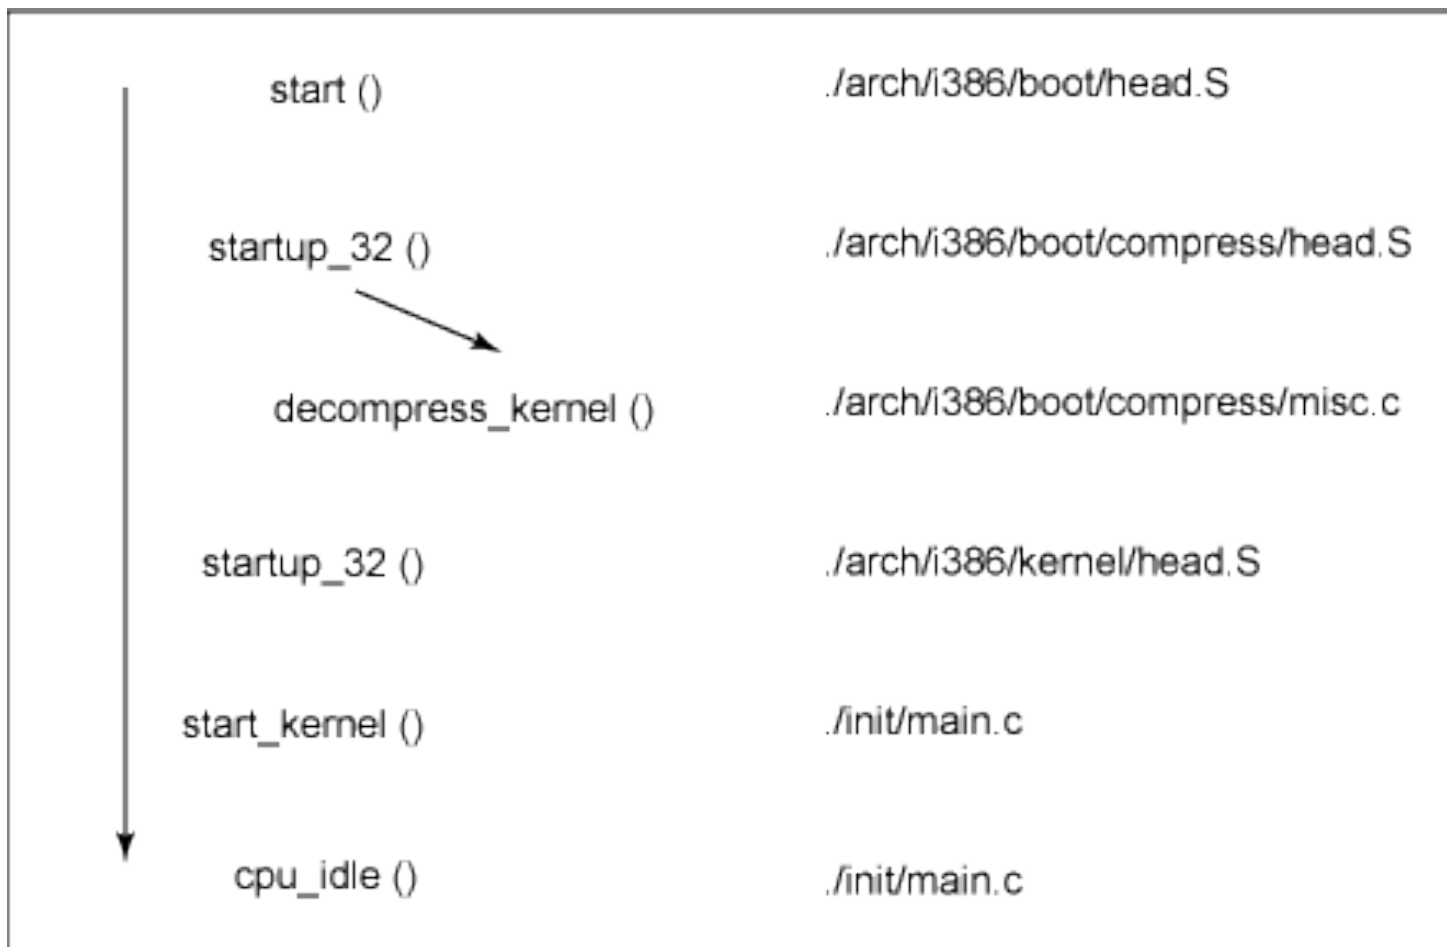 start () ./arch/i386/boot/head.S
startup_32 () ./arch/i386/boot/compress/head.S
decompress_kernel () ./arch/i386/boot/compress/misc.c
startup_32 () ./arch/i386/kernel/head.S
start_kernel () ./init/main.c
cpu_idle () ./init/main.c